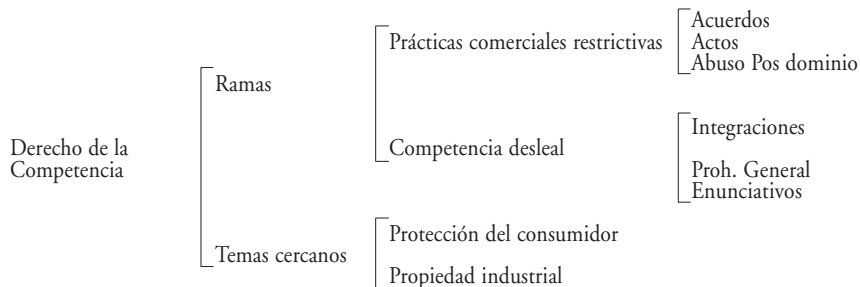 Derecho de la
Competencia
Ramas
Prácticas comerciales restrictivas
Acuerdos
Actos
Abuso Pos dominio
Competencia desleal
Integraciones
Proh. General
Enunciativos
Temas cercanos
Protección del consumidor
Propiedad industrial